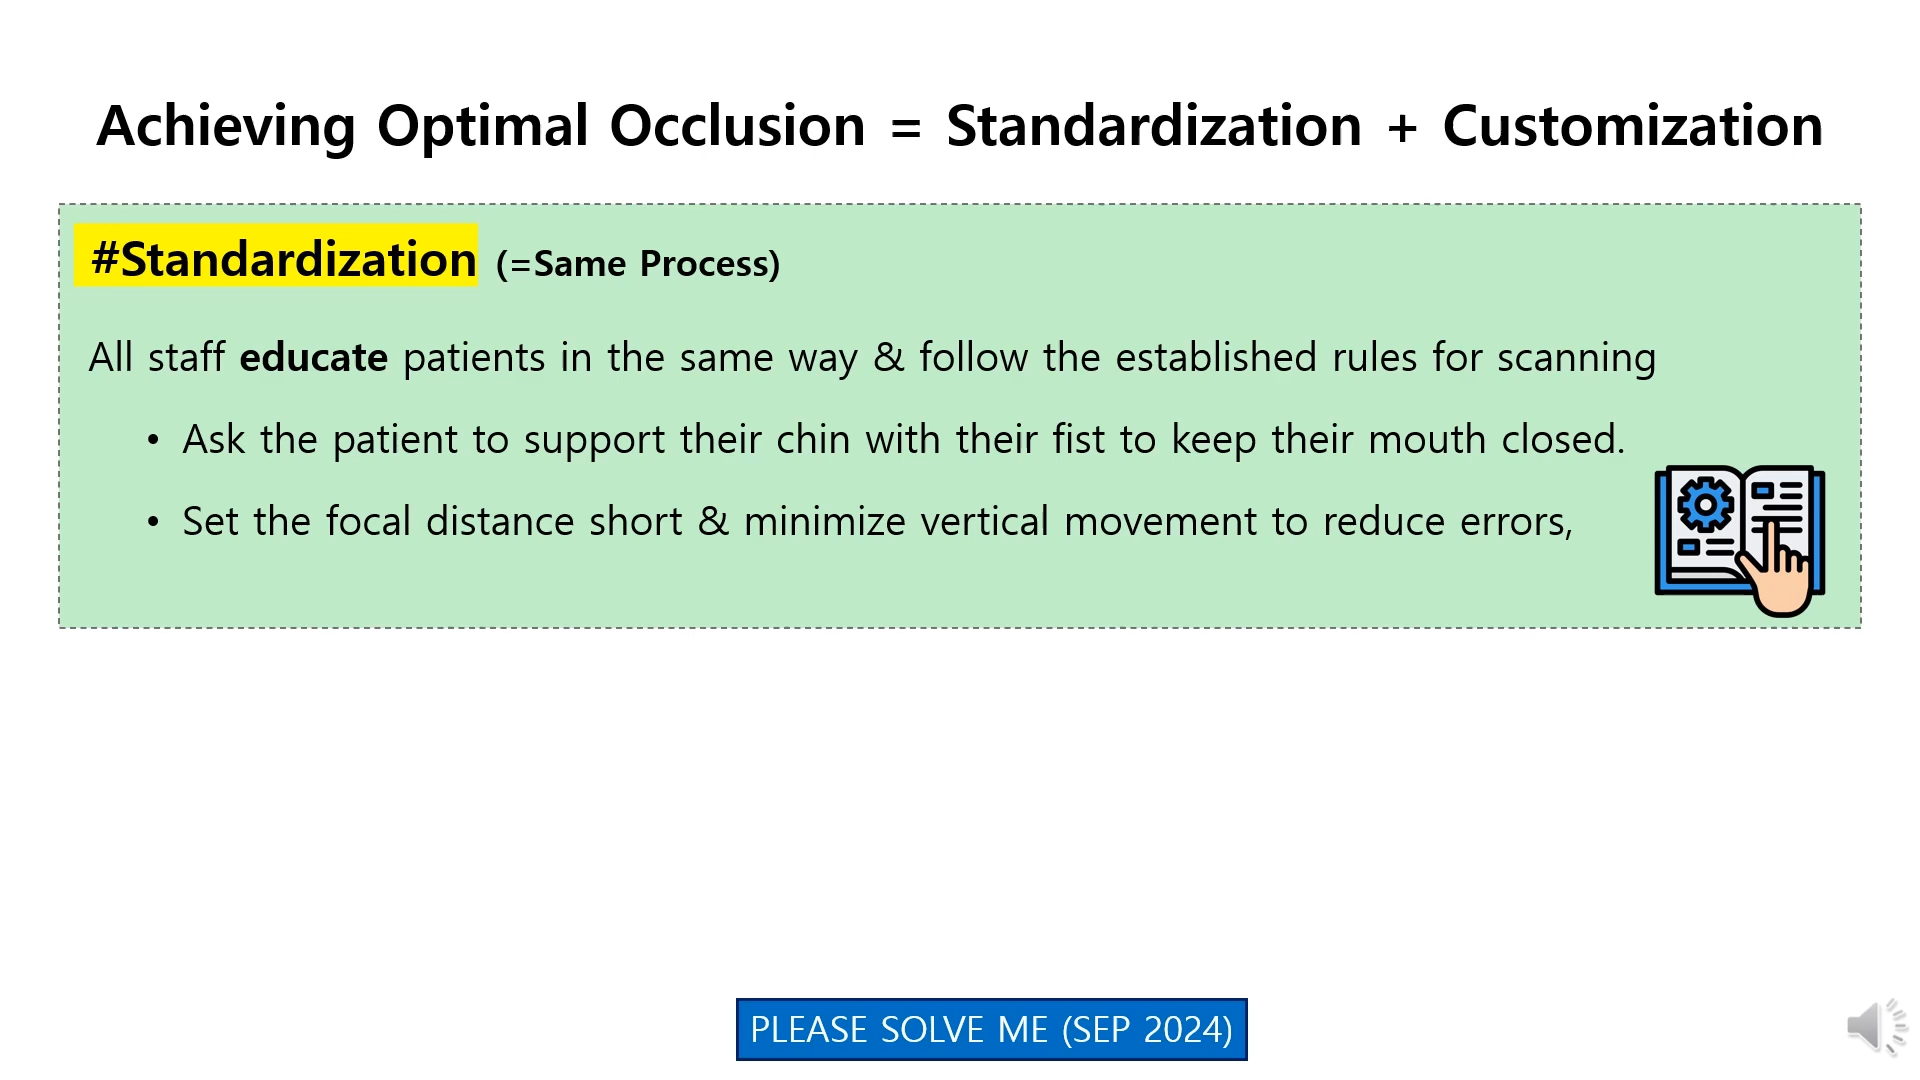 Achieving Optimal Occlusion = Standardization + Customization
#Standardization (=Same Process)
All staff educate patients in the same way & follow the established rules for scanning
• Ask the patient to support their chin with their fist to keep their mouth closed.
• Set the focal distance short & minimize vertical movement to reduce errors,
PLEASE SOLVE ME (SEP 2024)